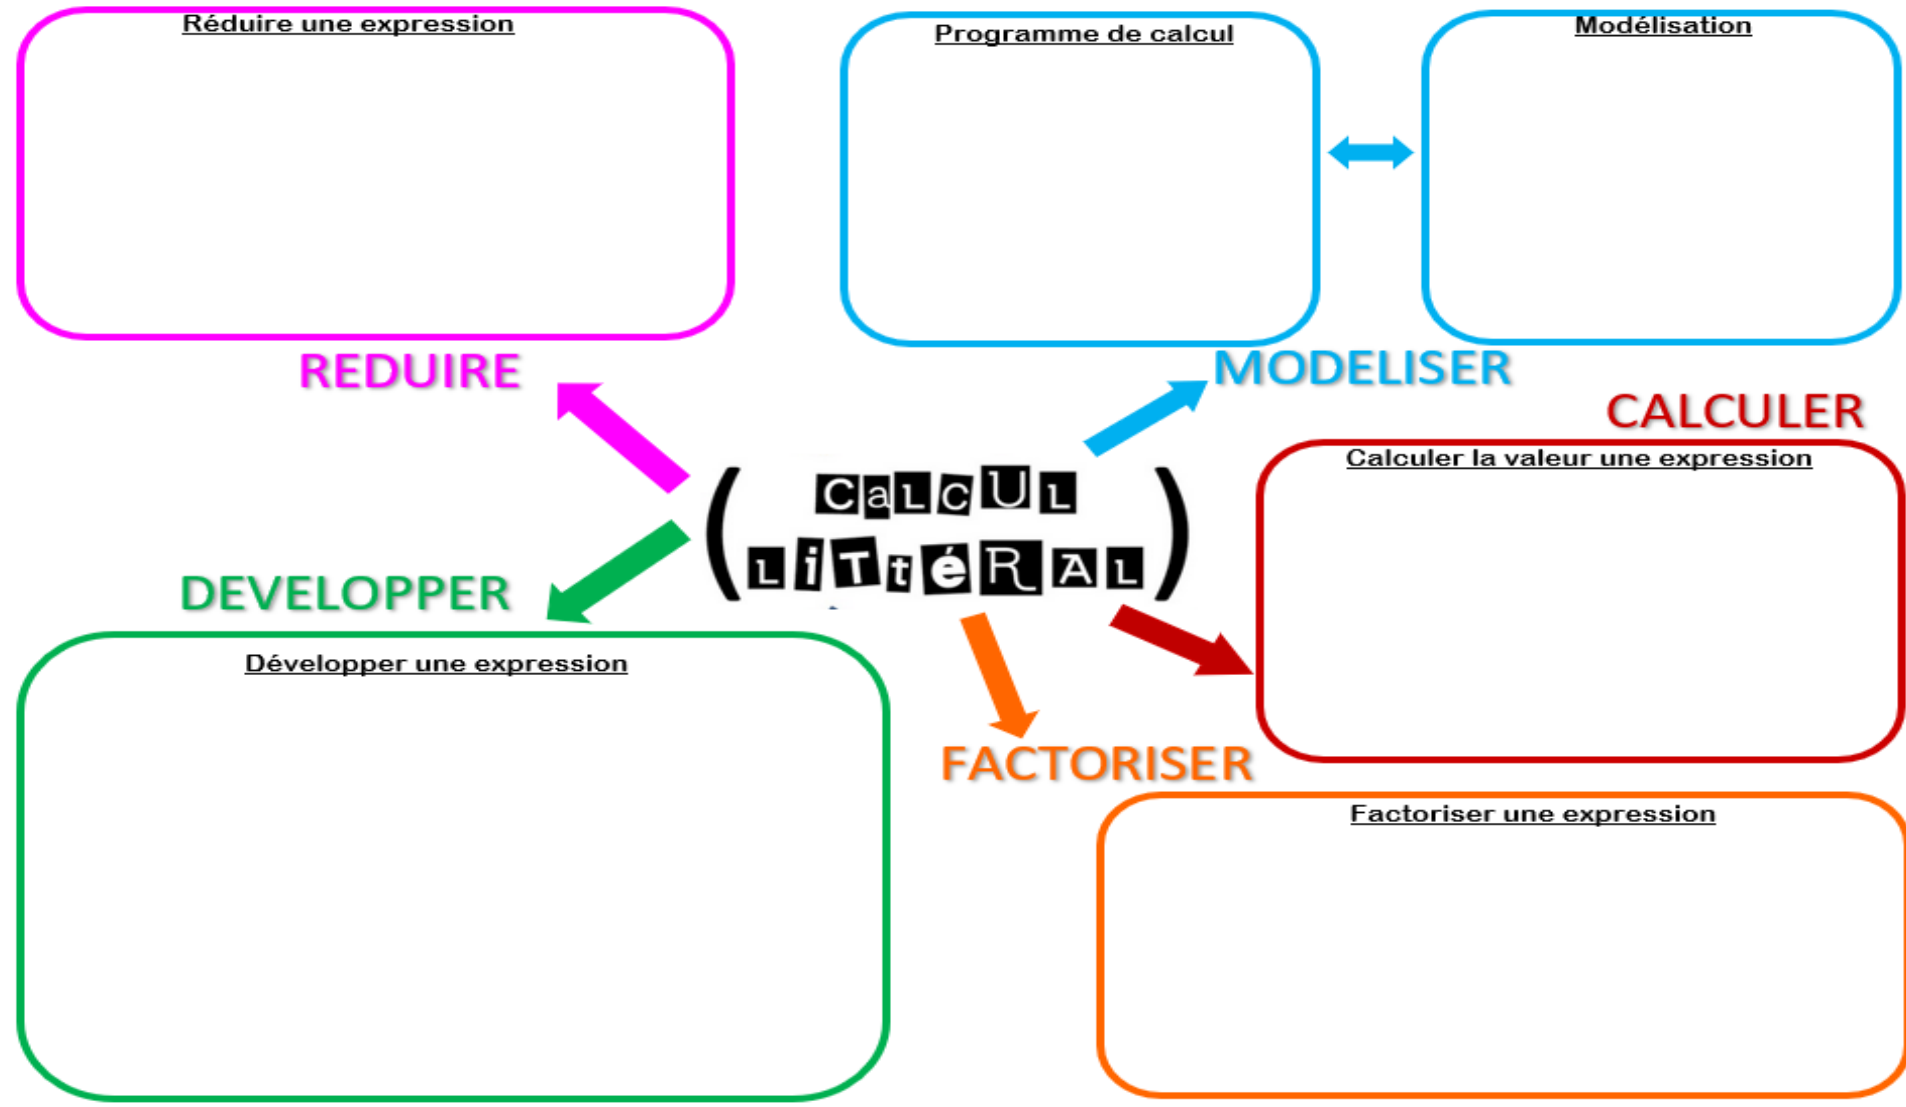 Réduire une expression
Programme de calcul
Modélisation
REDUIRE
MODELISER
CALCULER
Calculer la valeur une expression
(CaLCUL
LiTtéRAL)
DEVELOPPER
Développer une expression
FACTORISER
Factoriser une expression